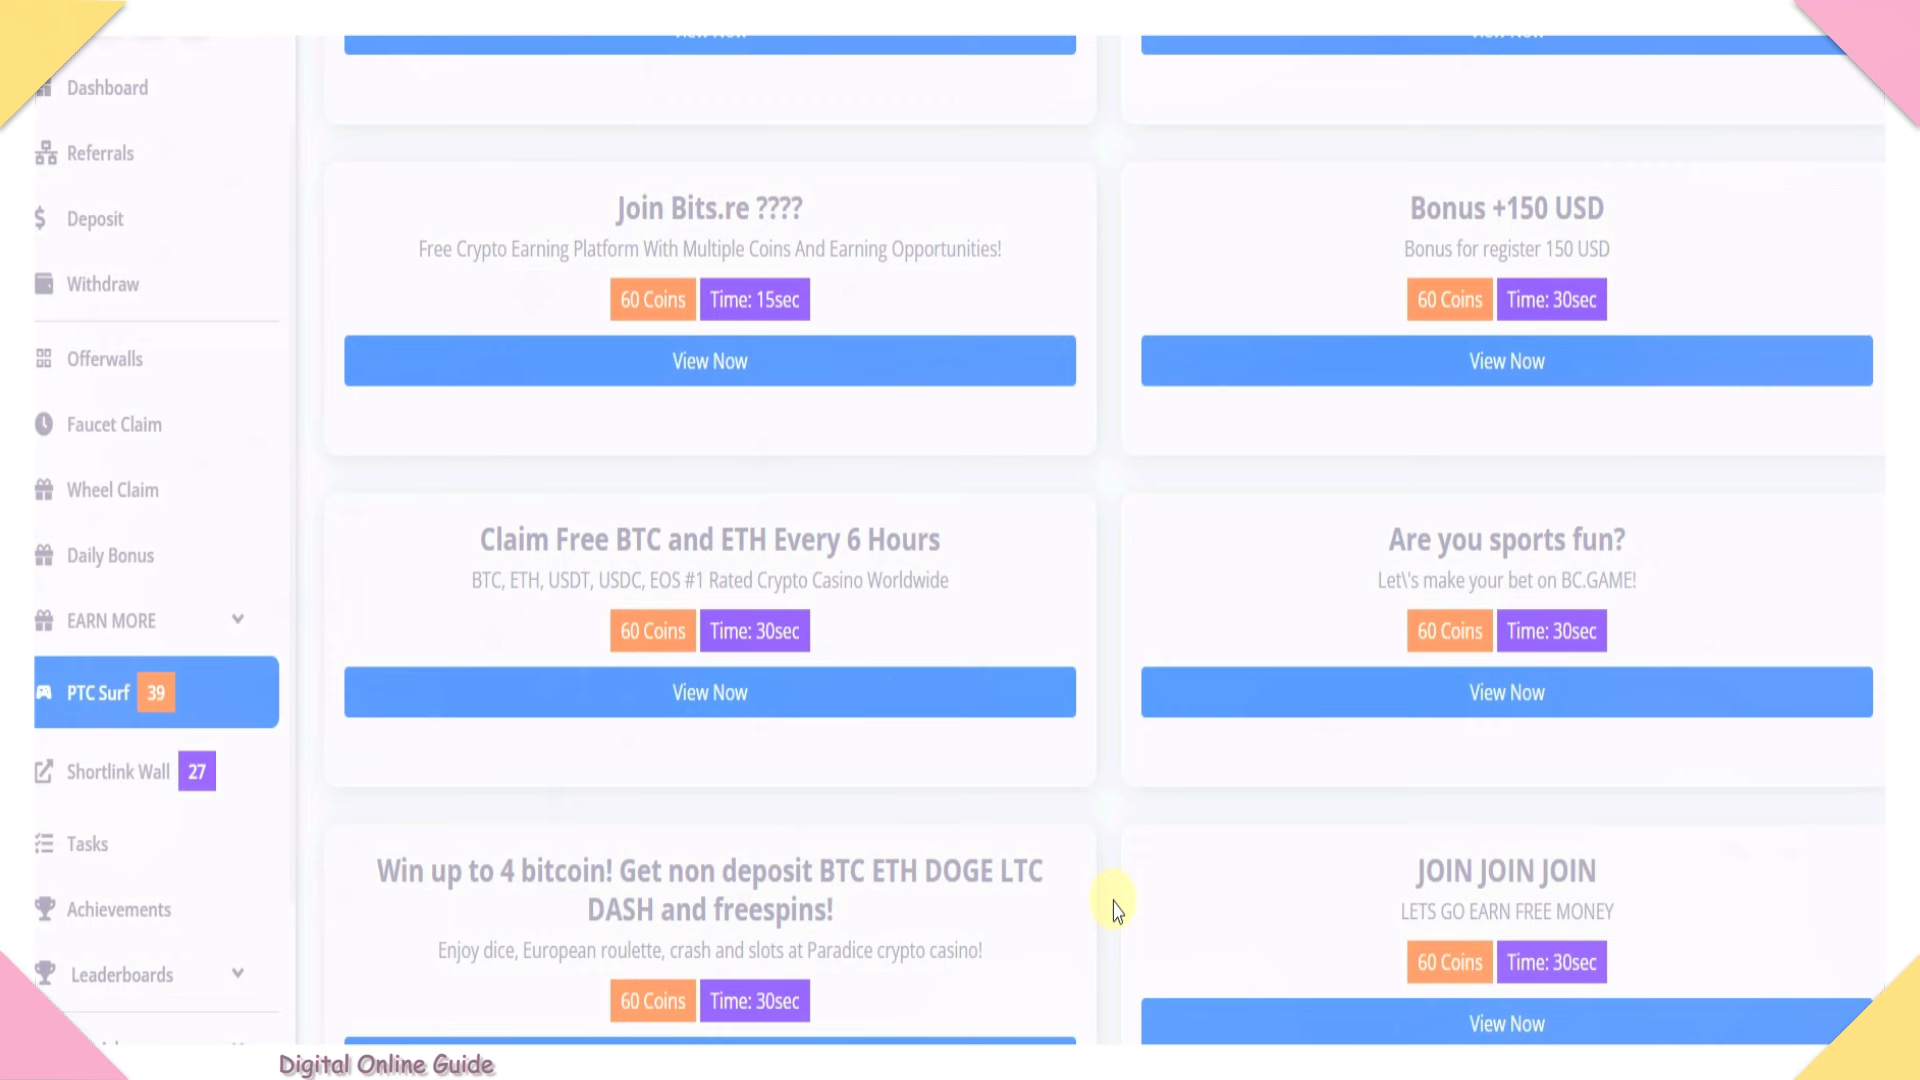 Dashboard
Referrals
Deposit
Withdraw
Offerwalls
Faucet Claim
Wheel Claim
Daily Bonus
EARN MORE
PTC Surf 39
Shortlink Wall 27
Tasks
Achievements
Leaderboards
View Now
View Now
Join Bits.re ????
Free Crypto Earning Platform With Multiple Coins And Earning Opportunities!
60 Coins Time: 15sec
View Now
Bonus +150 USD
Bonus for register 150 USD
60 Coins Time: 30sec
View Now
Claim Free BTC and ETH Every 6 Hours
BTC, ETH, USDT, USDC, EOS #1 Rated Crypto Casino Worldwide
60 Coins Time: 30sec
View Now
Are you sports fun?
Let\'s make your bet on BC.GAME!
60 Coins Time: 30sec
View Now
Win up to 4 bitcoin! Get non deposit BTC ETH DOGE LTC
DASH and freespins!
Enjoy dice, European roulette, crash and slots at Paradice crypto casino!
60 Coins Time: 30sec
JOIN JOIN JOIN
LETS GO EARN FREE MONEY
60 Coins Time: 30sec
View Now
Digital Online Guide